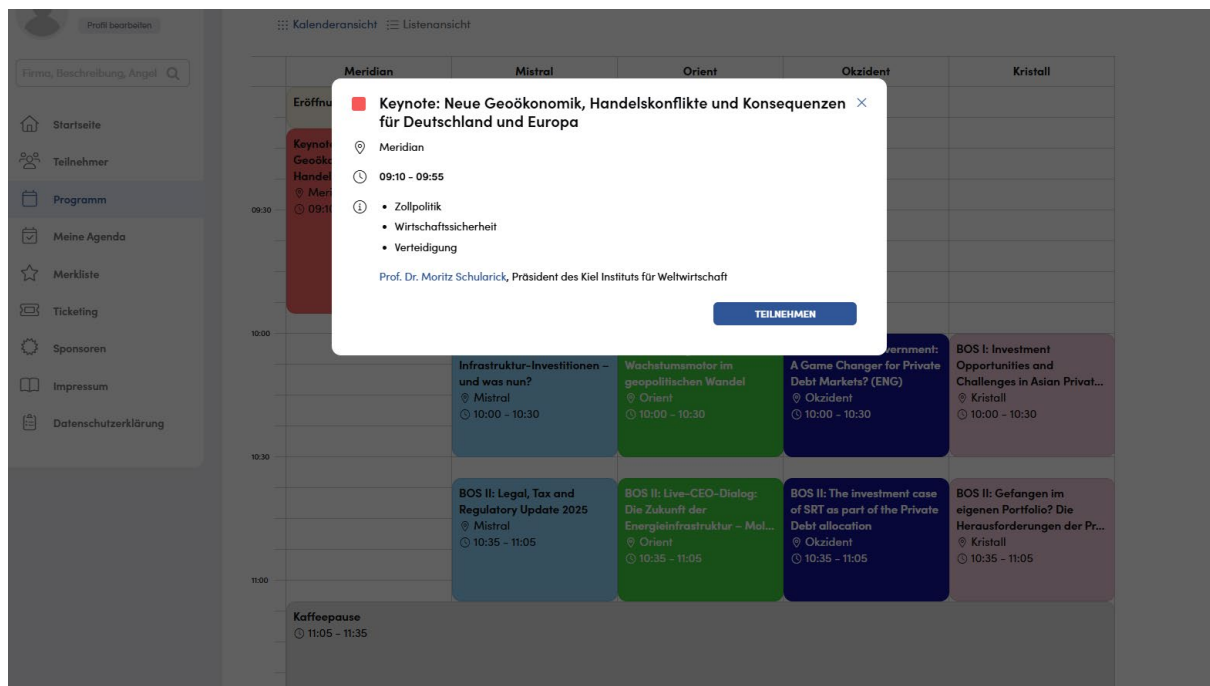 Profil bearbeiten
Firma, Beschreibung, Angel
Startseite
Teilnehmer
Programm
Meine Agenda
Merkliste
Ticketing
Sponsoren
Impressum
Datenschutzerklärung
Kalenderansicht Listenansicht
Meridian Mistral Orient Okzident Kristall
Eröffnu
Keynote
Geoöko
Handel
Meri
09:10
Keynote: Neue Geoökonomik, Handelskonflikte und Konsequenzen
für Deutschland und Europa
Meridian
09:10 - 09:55
• Zollpolitik
• Wirtschaftssicherheit
• Verteidigung
Prof. Dr. Moritz Schularick, Präsident des Kiel Instituts für Weltwirtschaft
TEILNEHMEN
09:30
10:00
Infrastruktur-Investitionen –
und was nun?
Mistral
10:00 - 10:30
Wachstumsmotor im
geopolitischen Wandel
Orient
10:00 - 10:30
vernment:
A Game Changer for Private
Debt Markets? (ENG)
Okzident
10:00 - 10:30
BOS I: Investment
Opportunities and
Challenges in Asian Privat...
Kristall
10:00 - 10:30
10:30
BOS II: Legal, Tax and
Regulatory Update 2025
Mistral
10:35 - 11:05
BOS II: Live-CEO-Dialog:
Die Zukunft der
Energieinfrastruktur – Mol...
Orient
10:35 - 11:05
BOS II: The investment case
of SRT as part of the Private
Debt allocation
Okzident
10:35 - 11:05
BOS II: Gefangen im
eigenen Portfolio? Die
Herausforderungen der Pr...
Kristall
10:35 - 11:05
11:00
Kaffeepause
11:05 - 11:35